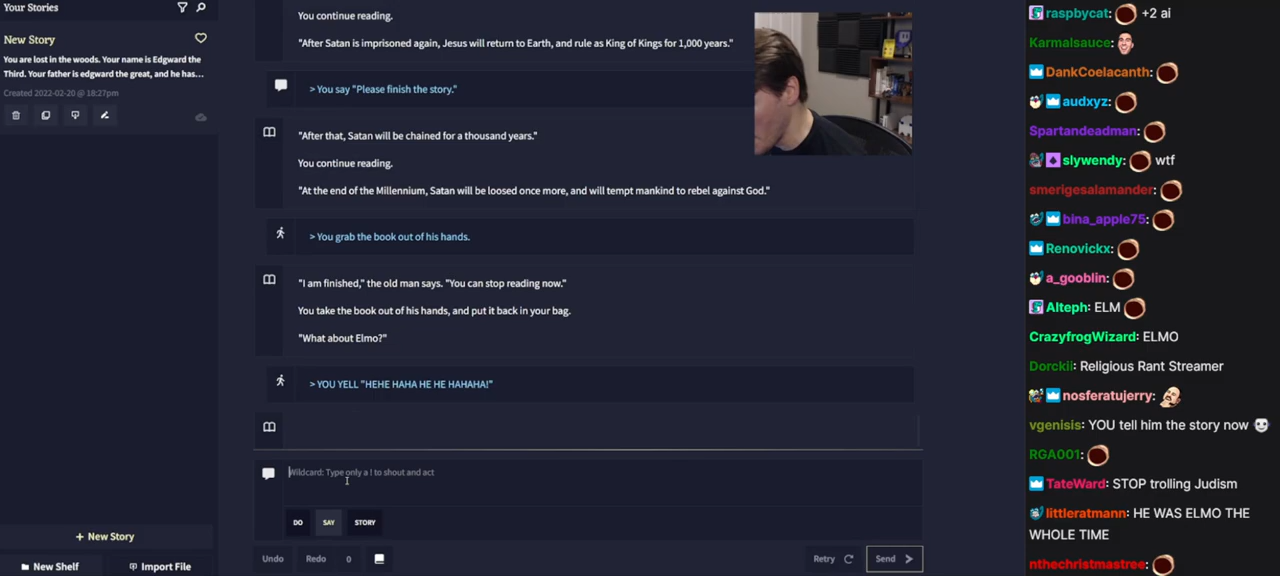 Your Stories
New Story
You are lost in the woods. Your name is Edgward the
Third. Your father is edgward the great, and he has...
Created 2022-02-20 @ 18:27pm
+ New Story
New Shelf
Import File
You continue reading.
"After Satan is imprisoned again, Jesus will return to Earth, and rule as King of Kings for 1,000 years."
> You say "Please finish the story."
"After that, Satan will be chained for a thousand years."
You continue reading.
"At the end of the Millennium, Satan will be loosed once more, and will tempt mankind to rebel against God."
> You grab the book out of his hands.
"I am finished," the old man says. "You can stop reading now."
You take the book out of his hands, and put it back in your bag.
"What about Elmo?"
> YOU YELL "HEHE HAHA HE HE HAHAHA!"
Wildcard: Type only a ! to shout and act
DO SAY STORY
Undo Redo 0 Retry Send
raspbycat: +2 ai
Karmalsauce:
DankCoelacanth:
audxyz:
Spartandeadman:
slywendy: wtf
smerigesalamander:
bina_apple75:
Renovickx:
a_gooblin:
Alteph: ELM
CrazyfrogWizard: ELMO
Dorckii: Religious Rant Streamer
nosferatujerry:
vgenisis: YOU tell him the story now
RGA001:
TateWard: STOP trolling Judism
littleratmann: HE WAS ELMO THE
WHOLE TIME
nthechristmastree: